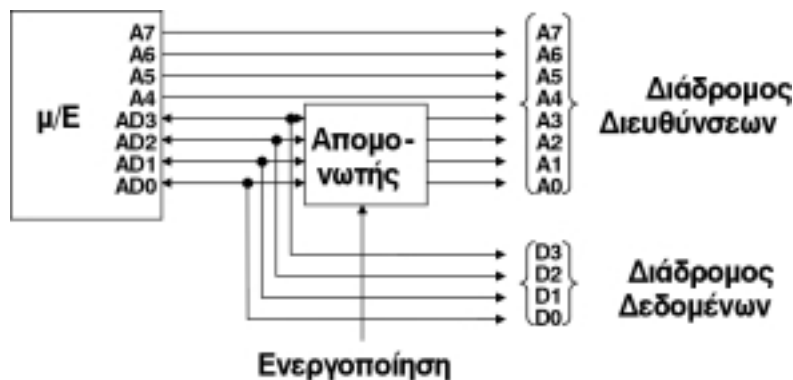 μ/Ε
A7
A6
A5
A4
AD3
AD2
AD1
AD0
Απομο-
νωτής
A7
A6
A5
A4
A3
A2
A1
A0
Διάδρομος
Διευθύνσεων
D3
D2
D1
D0
Διάδρομος
Δεδομένων
Ενεργοποίηση